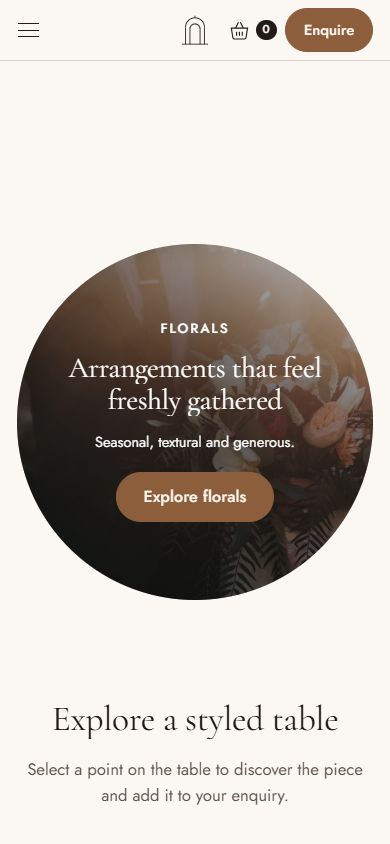 0
Enquire
FLORALS
Arrangements that feel
freshly gathered
Seasonal, textural and generous.
Explore florals
Explore a styled table
Select a point on the table to discover the piece
and add it to your enquiry.